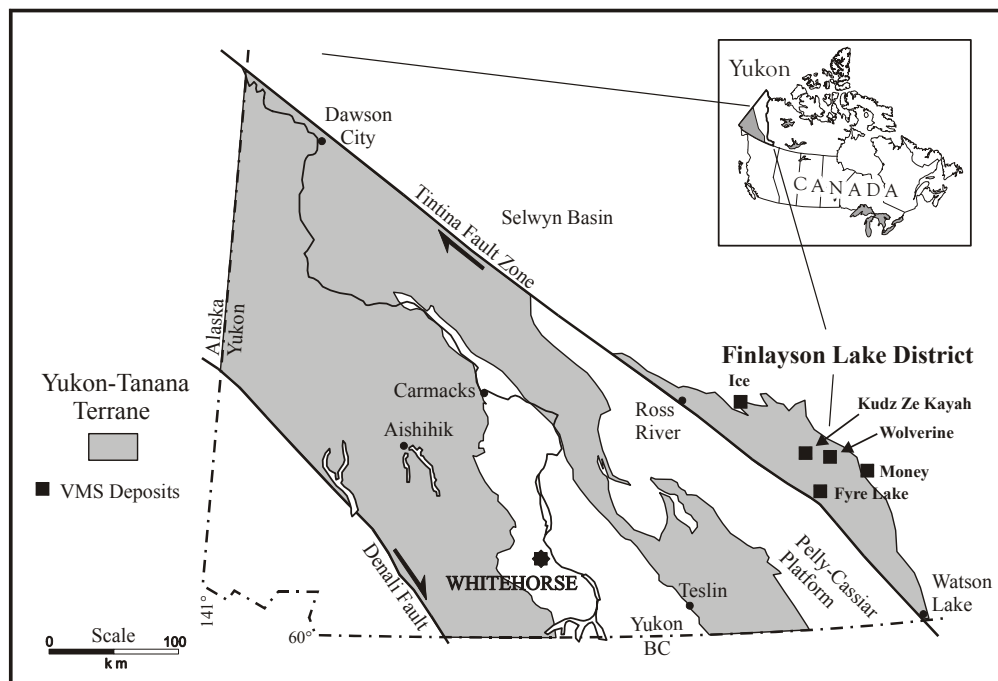 Yukon
CANADA
Dawson
City
Selwyn Basin
Tintina Fault Zone
Alaska
Yukon
Finlayson Lake District
Ice
Kudz Ze Kayah
Wolverine
Money
Fyre Lake
Yukon-Tanana
Terrane
VMS Deposits
Carmacks
Aishihik
Ross
River
Denali Fault
WHITEHORSE
Teslin
Pelly-Cassiar
Platform
Watson
Lake
141°
60°
Yukon
BC
Scale
0
100
km